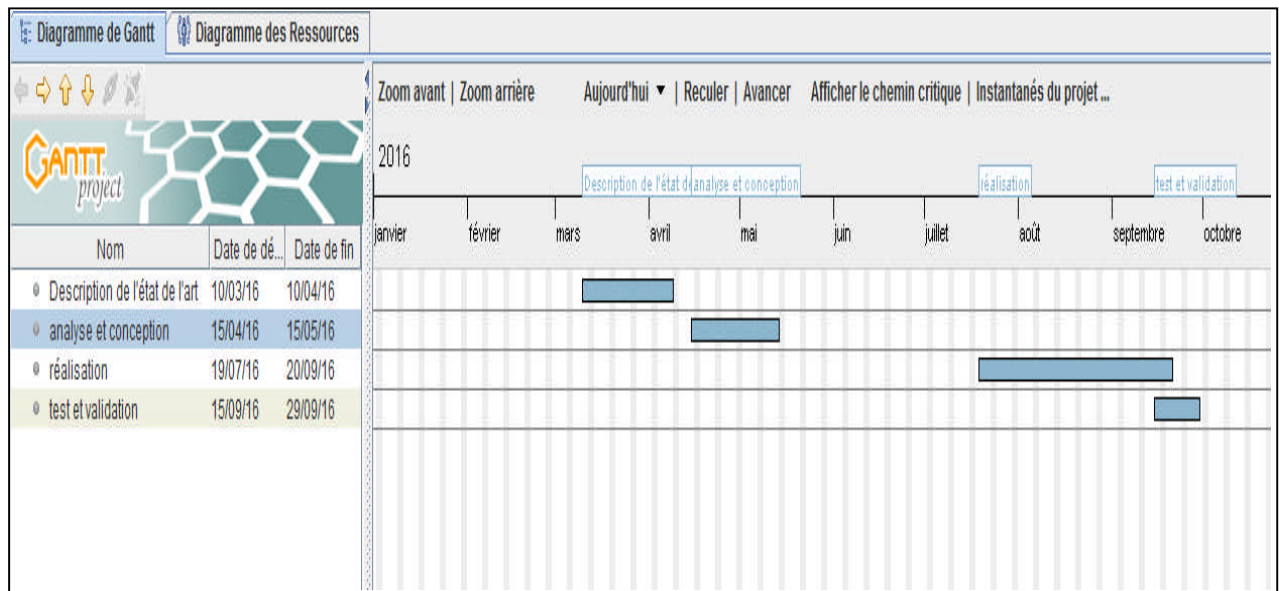 Diagramme de Gantt Diagramme des Ressources
Zoom avant | Zoom arrière Aujourd'hui ▼ | Reculer | Avancer Afficher le chemin critique | Instantanés du projet ...
GANTT
project
2016
Description de l'état de analyse et conception réalisation test et validation
janvier février mars avril mai juin juillet août septembre octobre
Nom Date de dé... Date de fin
Description de l'état de l'art 10/03/16 10/04/16
analyse et conception 15/04/16 15/05/16
réalisation 19/07/16 20/09/16
test et validation 15/09/16 29/09/16